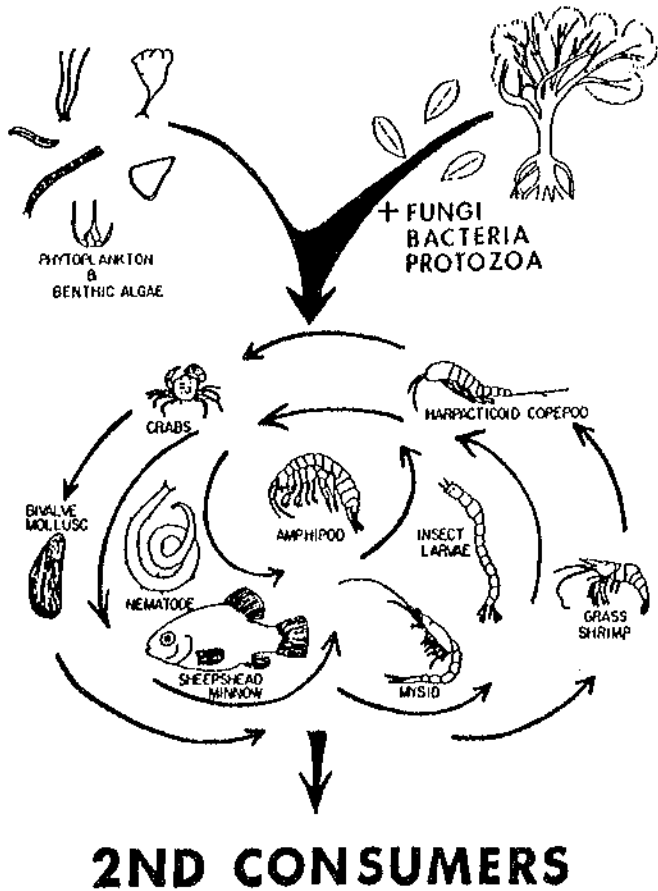 + FUNGI
BACTERIA
PROTOZOA
PHYTOPLANKTON
&
BENTHIC ALGAE
CRABS
HARPACTICOID COPEPOD
BIVALVE
MOLLUSC
AMPHIPOD
INSECT
LARVAE
NEMATODE
GRASS
SHRIMP
SHEEPSHEAD
MINNOW
MYSID
2ND CONSUMERS